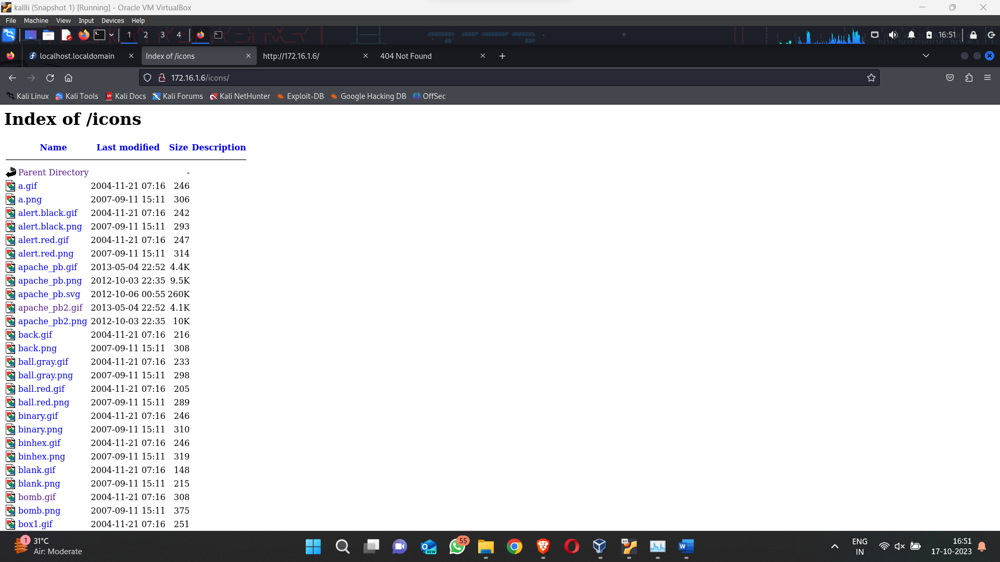 kallli (Snapshot 1) [Running] - Oracle VM VirtualBox
File Machine View Input Devices Help
1 2 3 4 16:51
localhost.localdomain Index of /icons http://172.16.1.6/ 404 Not Found
172.16.1.6/icons/
Kali Linux Kali Tools Kali Docs Kali Forums Kali NetHunter Exploit-DB Google Hacking DB OffSec
Index of /icons
Name Last modified Size Description
Parent Directory -
a.gif 2004-11-21 07:16 246
a.png 2007-09-11 15:11 306
alert.black.gif 2004-11-21 07:16 242
alert.black.png 2007-09-11 15:11 293
alert.red.gif 2004-11-21 07:16 247
alert.red.png 2007-09-11 15:11 314
apache_pb.gif 2013-05-04 22:52 4.4K
apache_pb.png 2012-10-03 22:35 9.5K
apache_pb.svg 2012-10-06 00:55 260K
apache_pb2.gif 2013-05-04 22:52 4.1K
apache_pb2.png 2012-10-03 22:35 10K
back.gif 2004-11-21 07:16 216
back.png 2007-09-11 15:11 308
ball.gray.gif 2004-11-21 07:16 233
ball.gray.png 2007-09-11 15:11 298
ball.red.gif 2004-11-21 07:16 205
ball.red.png 2007-09-11 15:11 289
binary.gif 2004-11-21 07:16 246
binary.png 2007-09-11 15:11 310
binhex.gif 2004-11-21 07:16 246
binhex.png 2007-09-11 15:11 319
blank.gif 2004-11-21 07:16 148
blank.png 2007-09-11 15:11 215
bomb.gif 2004-11-21 07:16 308
bomb.png 2007-09-11 15:11 375
box1.gif 2004-11-21 07:16 251
1 31°C 55 ENG 16:51
Air: Moderate IN 17-10-2023